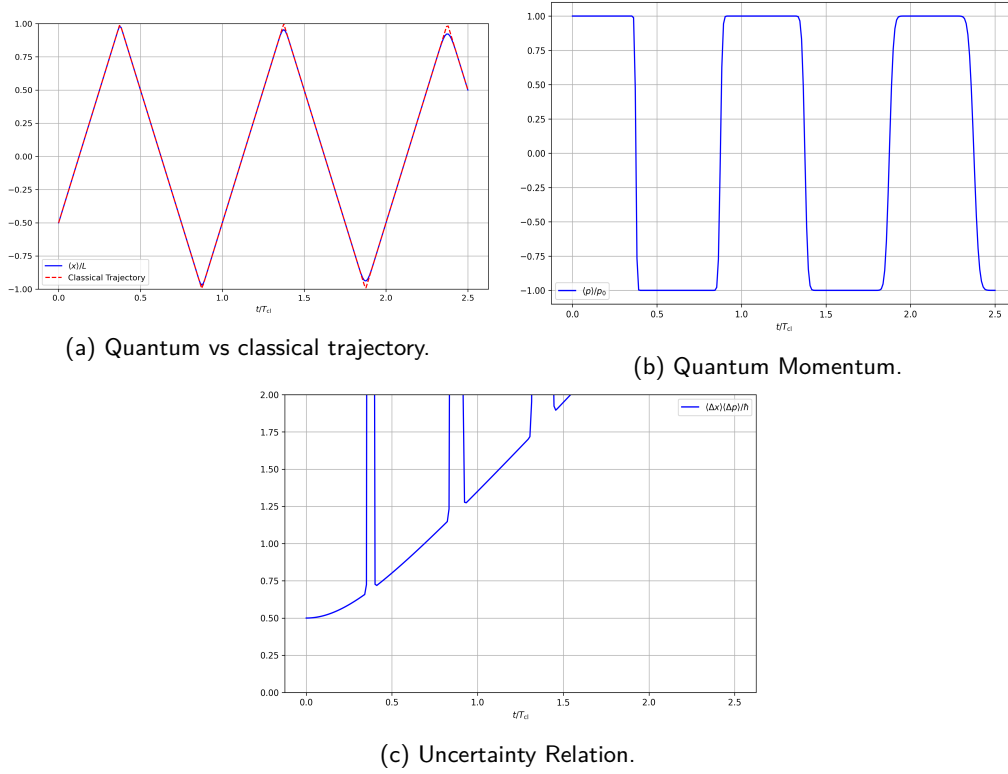 1.00
0.75
0.50
0.25
0.00
−0.25
−0.50
−0.75
−1.00
⟨x⟩/L
Classical Trajectory
0.0 0.5 1.0 1.5 2.0 2.5
t/T_cl
(a) Quantum vs classical trajectory.
1.00
0.75
0.50
0.25
0.00
−0.25
−0.50
−0.75
−1.00
⟨p⟩/p₀
0.0 0.5 1.0 1.5 2.0 2.5
t/T_cl
(b) Quantum Momentum.
2.00
1.75
1.50
1.25
1.00
0.75
0.50
0.25
0.00
⟨Δx⟩⟨Δp⟩/ℏ
0.0 0.5 1.0 1.5 2.0 2.5
t/T_cl
(c) Uncertainty Relation.